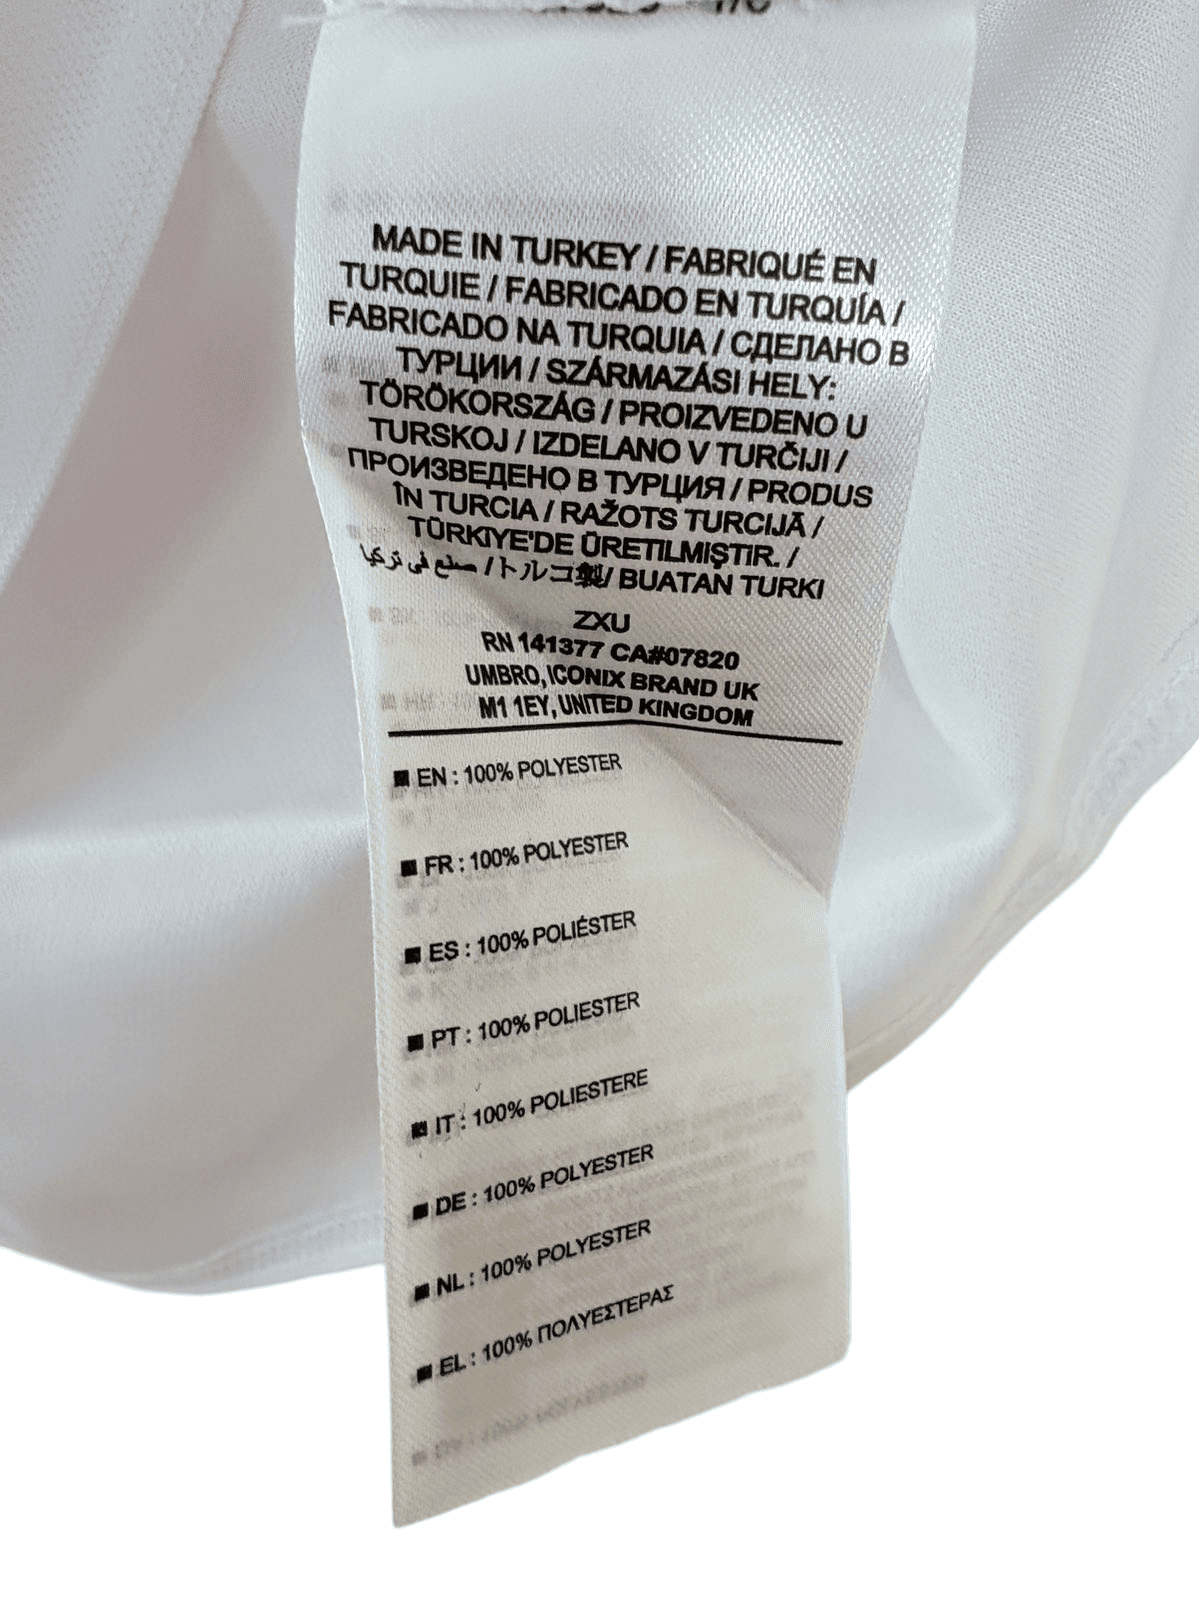 MADE IN TURKEY / FABRIQUÉ EN
TURQUIE / FABRICADO EN TURQUÍA /
FABRICADO NA TURQUIA / СДЕЛАНО В
ТУРЦИИ / SZÁRMAZÁSI HELY:
TÖRÖKORSZÁG / PROIZVEDENO U
TURSKOJ / IZDELANO V TURČIJI /
ПРОИЗВЕДЕНО В ТУРЦИЯ / PRODUS
ÎN TURCIA / RAŽOTS TURCIJĀ /
TÜRKIYE'DE ÜRETILMIŞTIR. /
صنع في تركيا / トルコ製/ BUATAN TURKI
ZXU
RN 141377 CA#07820
UMBRO, ICONIX BRAND UK
M1 1EY, UNITED KINGDOM
■ EN : 100% POLYESTER
■ FR : 100% POLYESTER
■ ES : 100% POLIÉSTER
■ PT : 100% POLIESTER
■ IT : 100% POLIESTERE
■ DE : 100% POLYESTER
■ NL : 100% POLYESTER
■ EL : 100% ΠΟΛΥΕΣΤΕΡΑΣ